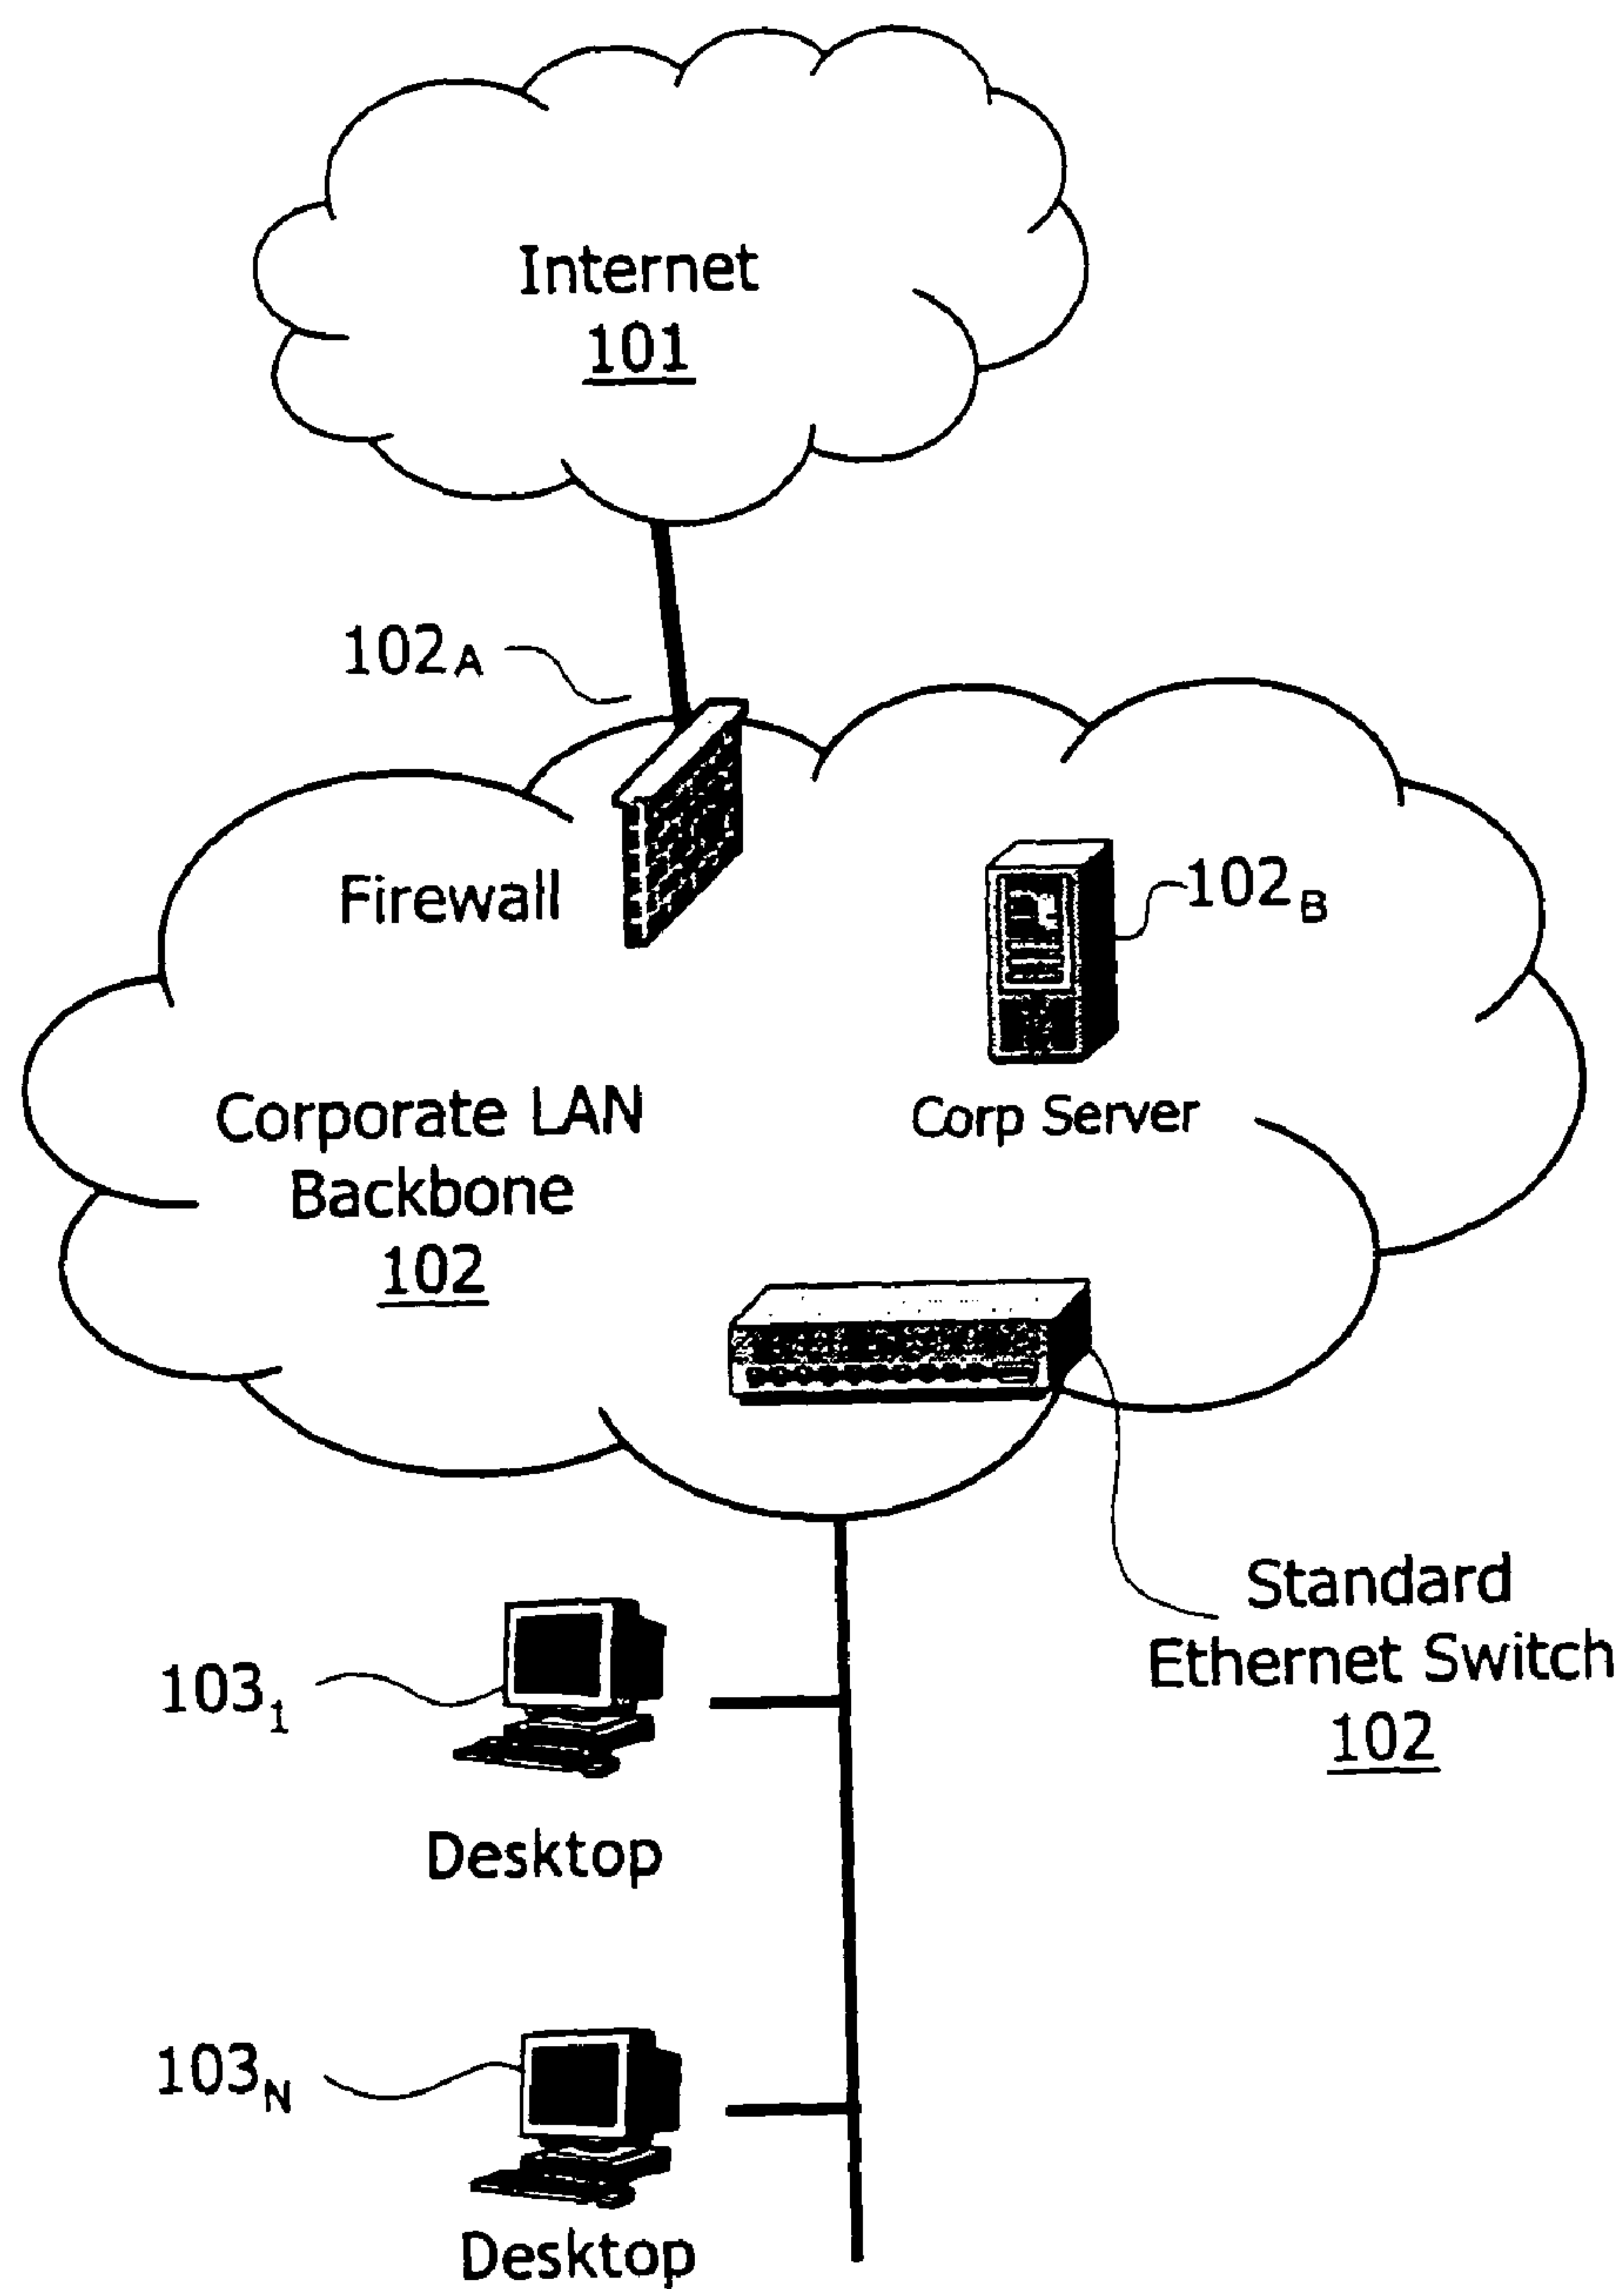 Internet
101
102A
Firewall
102B
Corp Server
Corporate LAN
Backbone
102
Standard
Ethernet Switch
102
1031
Desktop
103N
Desktop